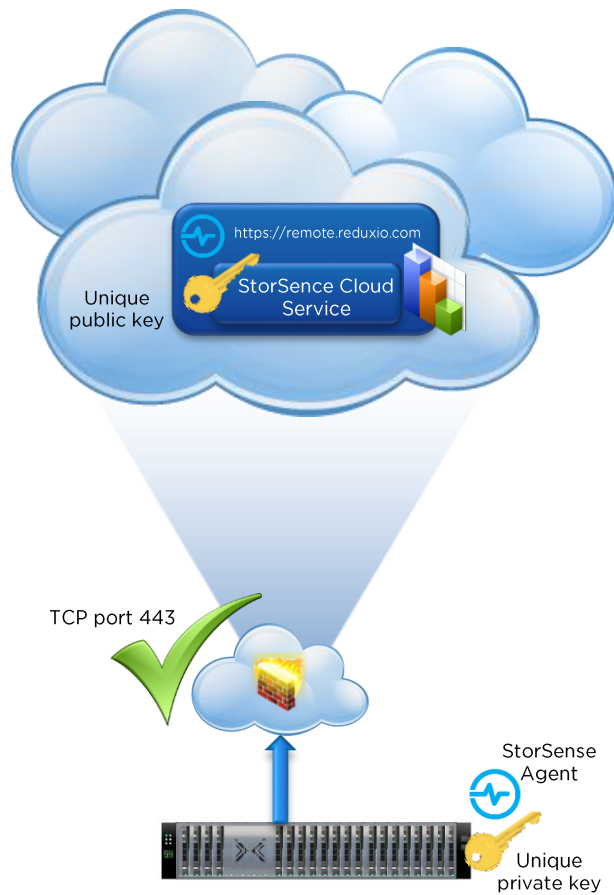 https://remote.reduxio.com
StorSence Cloud
Service
Unique
public key
TCP port 443
StorSense
Agent
Unique
private key